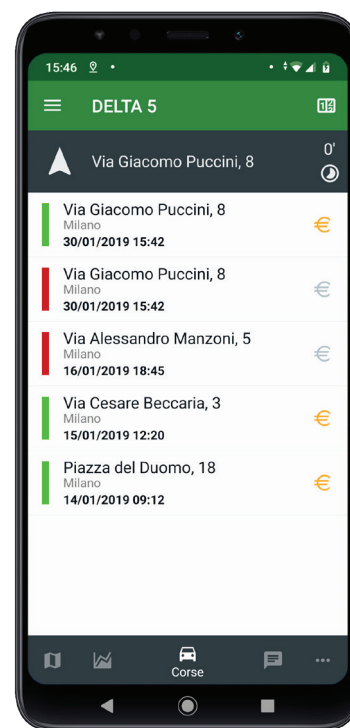 15:46
DELTA 5
Via Giacomo Puccini, 8
0'
Via Giacomo Puccini, 8
Milano
30/01/2019 15:42
€
Via Giacomo Puccini, 8
Milano
30/01/2019 15:42
€
Via Alessandro Manzoni, 5
Milano
16/01/2019 18:45
€
Via Cesare Beccaria, 3
Milano
15/01/2019 12:20
€
Piazza del Duomo, 18
Milano
14/01/2019 09:12
€
Corse